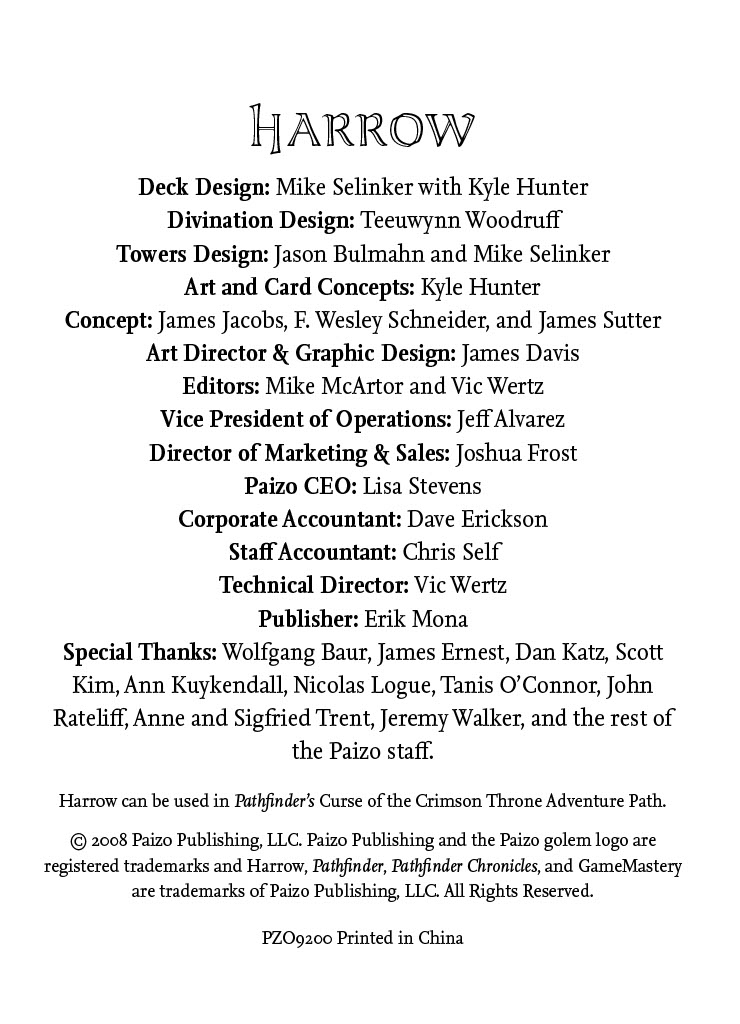 HARROW
Deck Design: Mike Selinker with Kyle Hunter
Divination Design: Teeuwynn Woodruff
Towers Design: Jason Bulmahn and Mike Selinker
Art and Card Concepts: Kyle Hunter
Concept: James Jacobs, F. Wesley Schneider, and James Sutter
Art Director & Graphic Design: James Davis
Editors: Mike McArtor and Vic Wertz
Vice President of Operations: Jeff Alvarez
Director of Marketing & Sales: Joshua Frost
Paizo CEO: Lisa Stevens
Corporate Accountant: Dave Erickson
Staff Accountant: Chris Self
Technical Director: Vic Wertz
Publisher: Erik Mona
Special Thanks: Wolfgang Baur, James Ernest, Dan Katz, Scott
Kim, Ann Kuykendall, Nicolas Logue, Tanis O’Connor, John
Rateliff, Anne and Sigfried Trent, Jeremy Walker, and the rest of
the Paizo staff.
Harrow can be used in Pathfinder’s Curse of the Crimson Throne Adventure Path.
© 2008 Paizo Publishing, LLC. Paizo Publishing and the Paizo golem logo are
registered trademarks and Harrow, Pathfinder, Pathfinder Chronicles, and GameMastery
are trademarks of Paizo Publishing, LLC. All Rights Reserved.
PZO9200 Printed in China